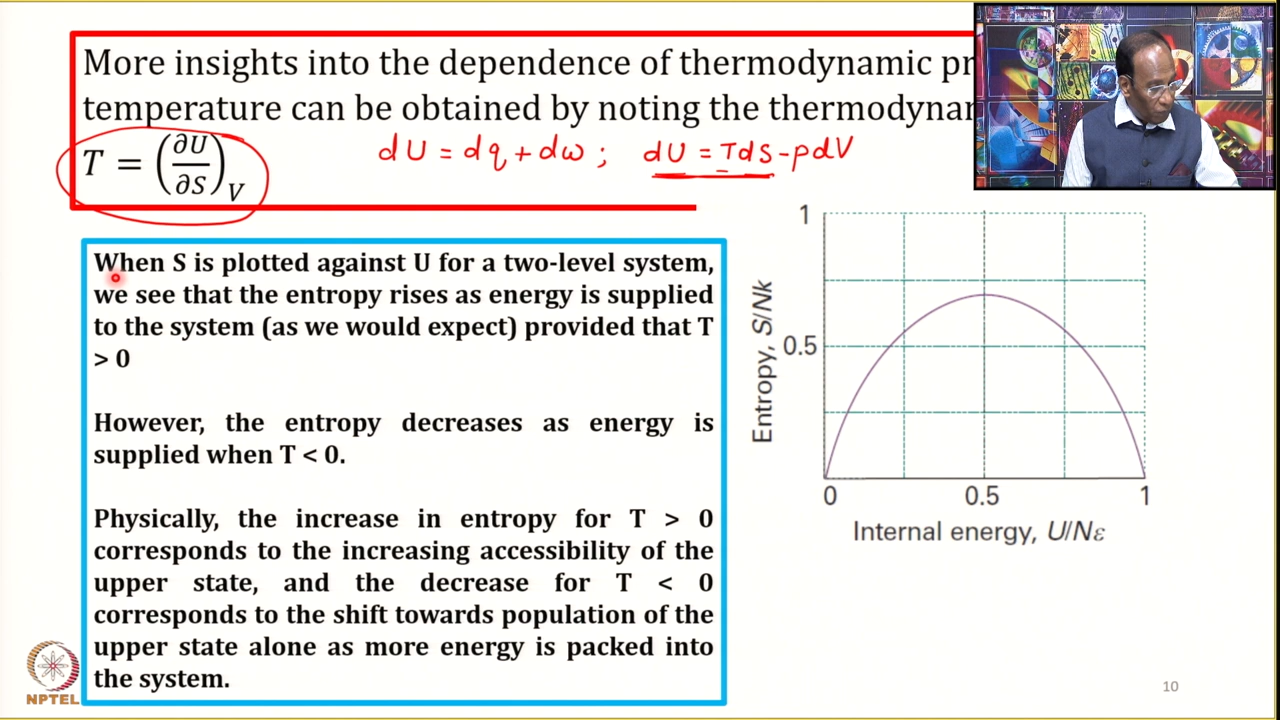 More insights into the dependence of thermodynamic
temperature can be obtained by noting the
T = (∂U/∂S)_V dU = dq + dω ; dU = TdS - pdV
When S is plotted against U for a two-level system,
we see that the entropy rises as energy is supplied
to the system (as we would expect) provided that T
> 0
However, the entropy decreases as energy is
supplied when T < 0.
Physically, the increase in entropy for T > 0
corresponds to the increasing accessibility of the
upper state, and the decrease for T < 0
corresponds to the shift towards population of the
upper state alone as more energy is packed into
the system.
1
0.5
Entropy, S/Nk
0 0.5 1
Internal energy, U/Nε
NPTEL
10